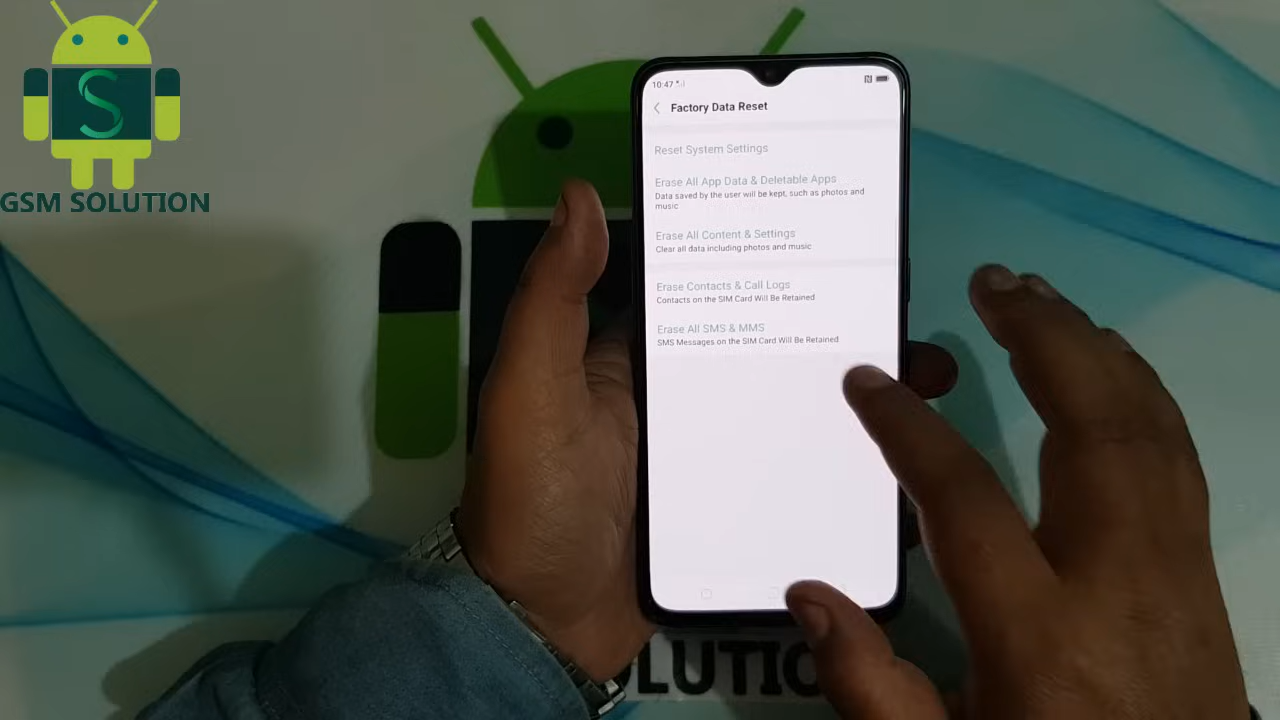 S
GSM SOLUTION
10:47
Factory Data Reset
Reset System Settings
Erase All App Data & Deletable Apps
Data saved by the user will be kept, such as photos and
music
Erase All Content & Settings
Clear all data including photos and music
Erase Contacts & Call Logs
Contacts on the SIM Card Will Be Retained
Erase All SMS & MMS
SMS Messages on the SIM Card Will Be Retained
LUTIO